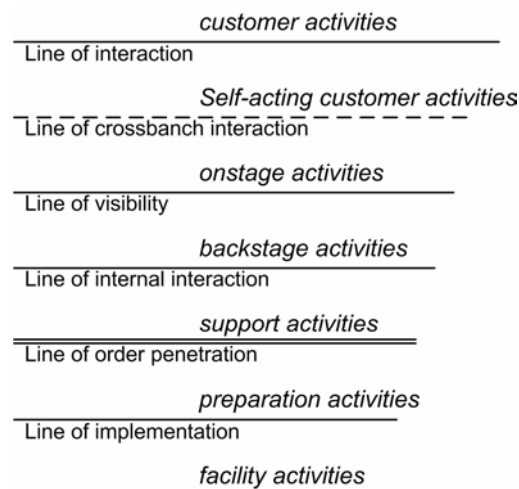 customer activities
Line of interaction
Self-acting customer activities
Line of crossbanch interaction
onstage activities
Line of visibility
backstage activities
Line of internal interaction
support activities
Line of order penetration
preparation activities
Line of implementation
facility activities